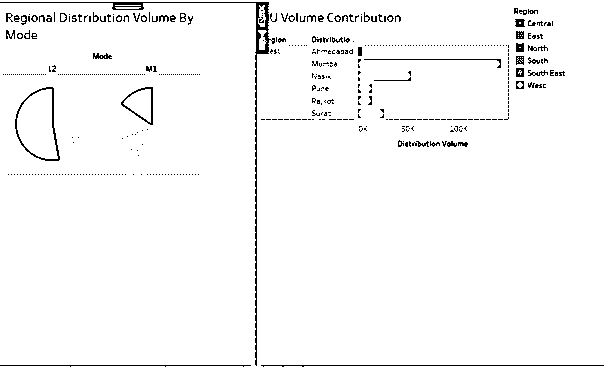 Regional Distribution Volume By
Mode
Mode
L2
M1
U Volume Contribution
egion
Distributio..
est
Ahmedabad
Mumbai
Nasik
Pune
Rajkot
Surat
0K
50K
100K
Distribution Volume
Region
Central
East
North
South
South East
West